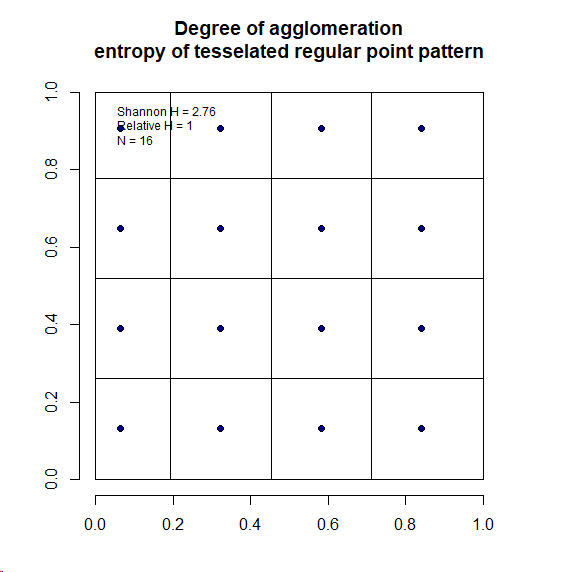 Degree of agglomeration
entropy of tesselated regular point pattern
Shannon H = 2.76
Relative H = 1
N = 16
1.0
0.8
0.6
0.4
0.2
0.0
0.0 0.2 0.4 0.6 0.8 1.0